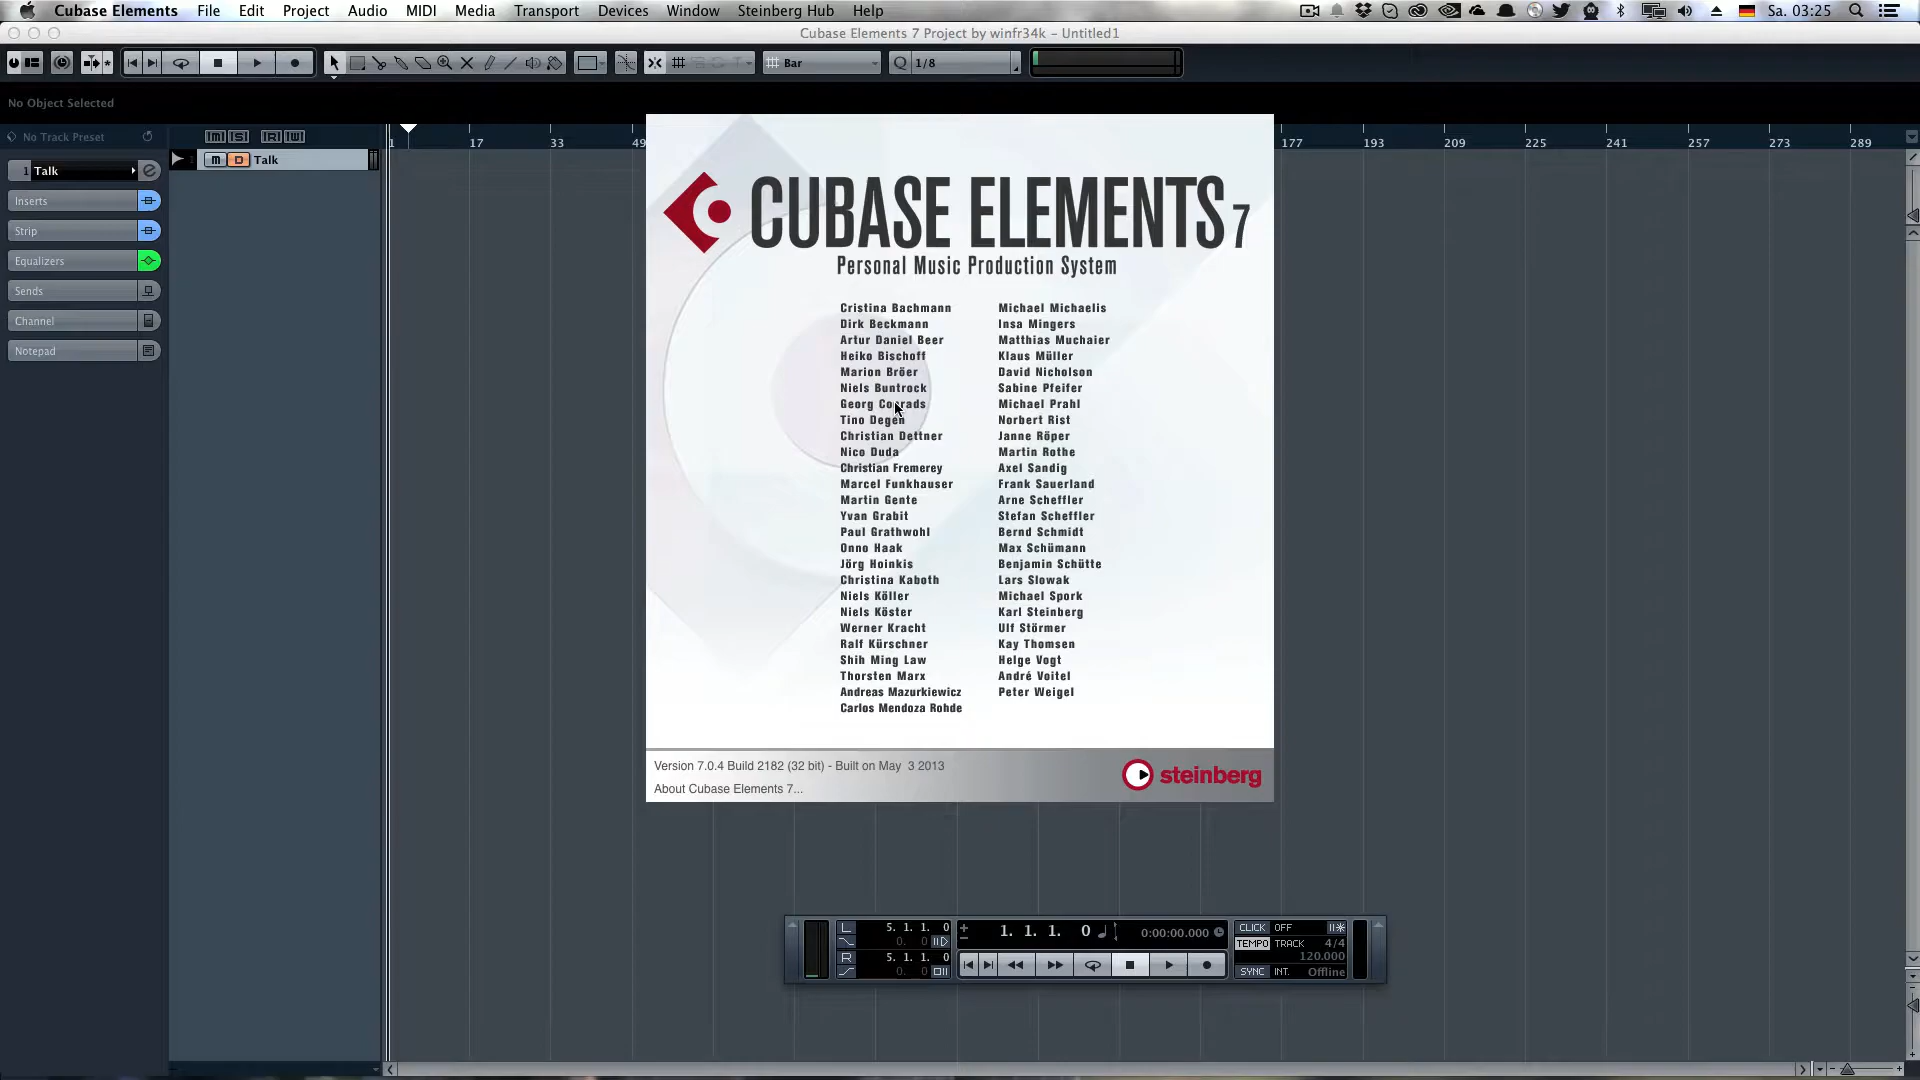 Cubase Elements File Edit Project Audio MIDI Media Transport Devices Window Steinberg Hub Help Sa. 03:25
Cubase Elements 7 Project by winfr34k - Untitled1
Bar Q 1/8
No Object Selected
No Track Preset M S R W
1 17 33 49 177 193 209 225 241 257 273 289
1 Talk
M D Talk
Inserts
Strip
Equalizers
Sends
Channel
Notepad
CUBASE ELEMENTS 7
Personal Music Production System
Cristina Bachmann
Dirk Beckmann
Artur Daniel Beer
Heiko Bischoff
Marion Bröer
Niels Buntrock
Georg Conrads
Tino Degen
Christian Dettner
Nico Duda
Christian Fremerey
Marcel Funkhauser
Martin Gente
Yvan Grabit
Paul Grathwohl
Onno Haak
Jörg Hoinkis
Christina Kaboth
Niels Köller
Niels Köster
Werner Kracht
Ralf Kürschner
Shih Ming Law
Thorsten Marx
Andreas Mazurkiewicz
Carlos Mendoza Rohde
Michael Michaelis
Insa Mingers
Matthias Muchaier
Klaus Müller
David Nicholson
Sabine Pfeifer
Michael Prahl
Norbert Rist
Janne Röper
Martin Rothe
Axel Sandig
Frank Sauerland
Arne Scheffler
Stefan Scheffler
Bernd Schmidt
Max Schümann
Benjamin Schütte
Lars Slowak
Michael Spork
Karl Steinberg
Ulf Störmer
Kay Thomsen
Helge Vogt
André Voitel
Peter Weigel
Version 7.0.4 Build 2182 (32 bit) - Built on May 3 2013
About Cubase Elements 7...
steinberg
L 5. 1. 1. 0
0. 0
R 5. 1. 1. 0
0. 0
1. 1. 1. 0 0:00:00.000
CLICK OFF
TEMPO TRACK 4/4
120.000
SYNC INT. Offline